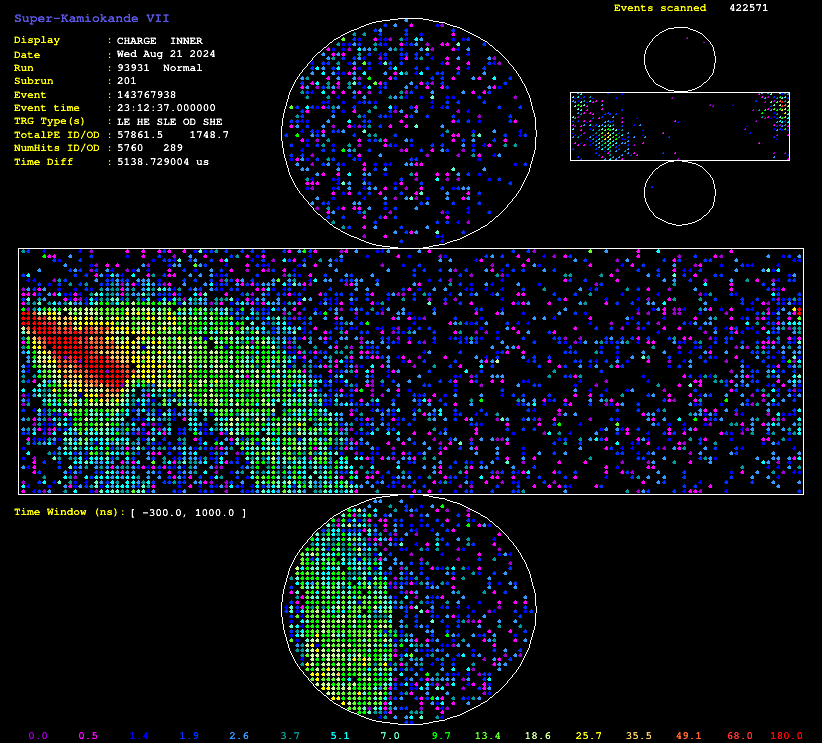 Super-Kamiokande VII
Events scanned 422571
Display : CHARGE INNER
Date : Wed Aug 21 2024
Run : 93931 Normal
Subrun : 201
Event : 143767938
Event time : 23:12:37.000000
TRG Type(s) : LE HE SLE OD SHE
TotalPE ID/OD : 57861.5 1748.7
NumHits ID/OD : 5760 289
Time Diff : 5138.729004 us
Time Window (ns): [ -300.0, 1000.0 ]
0.0 0.5 1.4 1.9 2.6 3.7 5.1 7.0 9.7 13.4 18.6 25.7 35.5 49.1 68.0 180.0